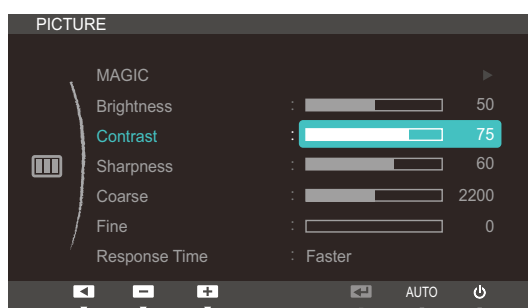 PICTURE
MAGIC
Brightness : 50
Contrast : 75
Sharpness : 60
Coarse : 2200
Fine : 0
Response Time : Faster
AUTO